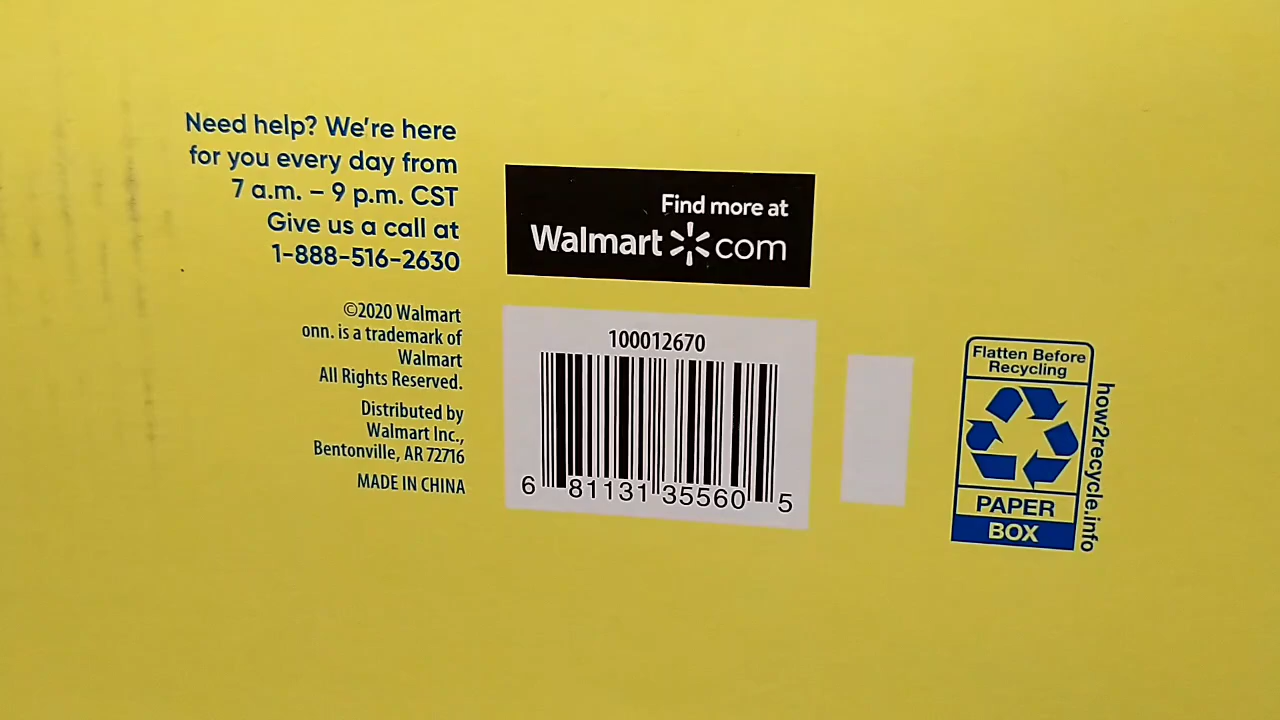 Need help? We're here
for you every day from
7 a.m. – 9 p.m. CST
Give us a call at
1-888-516-2630
©2020 Walmart
onn. is a trademark of
Walmart
All Rights Reserved.
Distributed by
Walmart Inc.,
Bentonville, AR 72716
MADE IN CHINA
Find more at
Walmart com
100012670
6 81131 35560 5
Flatten Before
Recycling
PAPER
BOX
how2recycle.info